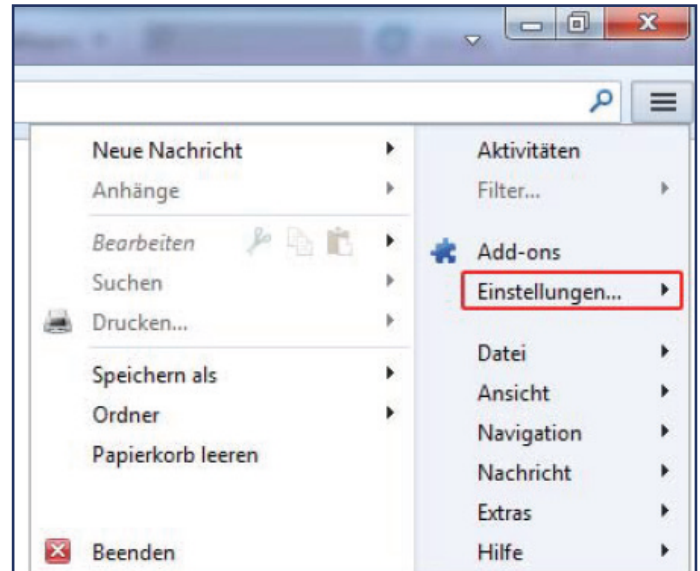 Neue Nachricht
Anhänge
Bearbeiten
Suchen
Drucken...
Speichern als
Ordner
Papierkorb leeren
Beenden
Aktivitäten
Filter...
Add-ons
Einstellungen...
Datei
Ansicht
Navigation
Nachricht
Extras
Hilfe